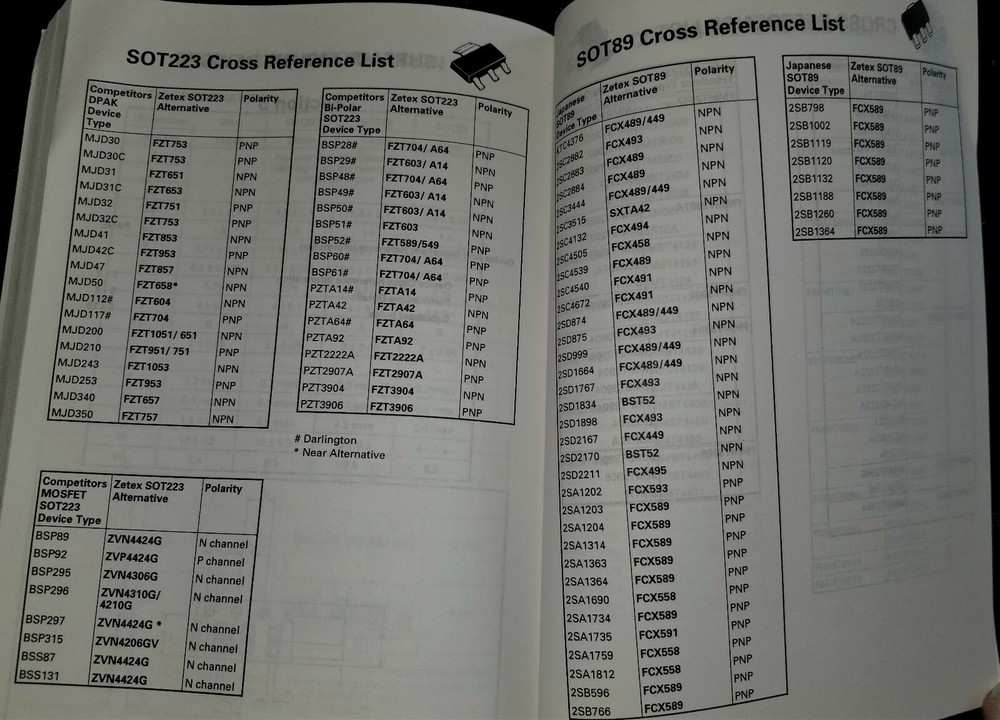 SOT223 Cross Reference List
Competitors DPAK Device Type Zetex SOT223 Alternative Polarity
MJD30 FZT753 PNP
MJD30C FZT753 PNP
MJD31 FZT651 NPN
MJD31C FZT653 NPN
MJD32 FZT751 PNP
MJD32C FZT753 PNP
MJD41 FZT853 NPN
MJD42C FZT953 PNP
MJD47 FZT857 NPN
MJD50 FZT658* NPN
MJD112# FZT604 NPN
MJD117# FZT704 PNP
MJD200 FZT1051/ 651 NPN
MJD210 FZT951/ 751 PNP
MJD243 FZT1053 NPN
MJD253 FZT953 PNP
MJD340 FZT657 NPN
MJD350 FZT757 NPN
Competitors Bi-Polar SOT223 Device Type Zetex SOT223 Alternative Polarity
BSP28# FZT704/ A64 PNP
BSP29# FZT603/ A14 NPN
BSP48# FZT704/ A64 PNP
BSP49# FZT603/ A14 NPN
BSP50# FZT603/ A14 NPN
BSP51# FZT603 NPN
BSP52# FZT589/549 PNP
BSP60# FZT704/ A64 PNP
BSP61# FZT704/ A64 PNP
PZTA14# FZTA14 NPN
PZTA42 FZTA42 NPN
PZTA64# FZTA64 PNP
PZTA92 FZTA92 PNP
PZT2222A FZT2222A NPN
PZT2907A FZT2907A PNP
PZT3904 FZT3904 NPN
PZT3906 FZT3906 PNP
# Darlington
* Near Alternative
Competitors MOSFET SOT223 Device Type Zetex SOT223 Alternative Polarity
BSP89 ZVN4424G N channel
BSP92 ZVP4424G P channel
BSP295 ZVN4306G N channel
BSP296 ZVN4310G/ 4210G N channel
BSP297 ZVN4424G * N channel
BSP315 ZVN4206GV N channel
BSS87 ZVN4424G N channel
BSS131 ZVN4424G N channel
SOT89 Cross Reference List
Japanese SOT89 Device Type Zetex SOT89 Alternative Polarity
KTC4376 FCX489/449 NPN
2SC2882 FCX493 NPN
2SC2883 FCX489 NPN
2SC2884 FCX489 NPN
2SC3444 FCX489/449 NPN
2SC3515 SXTA42 NPN
2SC4132 FCX494 NPN
2SC4505 FCX458 NPN
2SC4539 FCX489 NPN
2SC4540 FCX491 NPN
2SC4672 FCX491 NPN
2SD874 FCX489/449 NPN
2SD875 FCX493 NPN
2SD999 FCX489/449 NPN
2SD1664 FCX489/449 NPN
2SD1767 FCX493 NPN
2SD1834 BST52 NPN
2SD1898 FCX493 NPN
2SD2167 FCX449 NPN
2SD2170 BST52 NPN
2SD2211 FCX495 NPN
2SA1202 FCX593 PNP
2SA1203 FCX589 PNP
2SA1204 FCX589 PNP
2SA1314 FCX589 PNP
2SA1363 FCX589 PNP
2SA1364 FCX589 PNP
2SA1690 FCX558 PNP
2SA1734 FCX589 PNP
2SA1735 FCX591 PNP
2SA1759 FCX558 PNP
2SA1812 FCX558 PNP
2SB596 FCX589 PNP
2SB766 FCX589 PNP
Japanese SOT89 Device Type Zetex SOT89 Alternative Polarity
2SB798 FCX589 PNP
2SB1002 FCX589 PNP
2SB1119 FCX589 PNP
2SB1120 FCX589 PNP
2SB1132 FCX589 PNP
2SB1188 FCX589 PNP
2SB1260 FCX589 PNP
2SB1364 FCX589 PNP